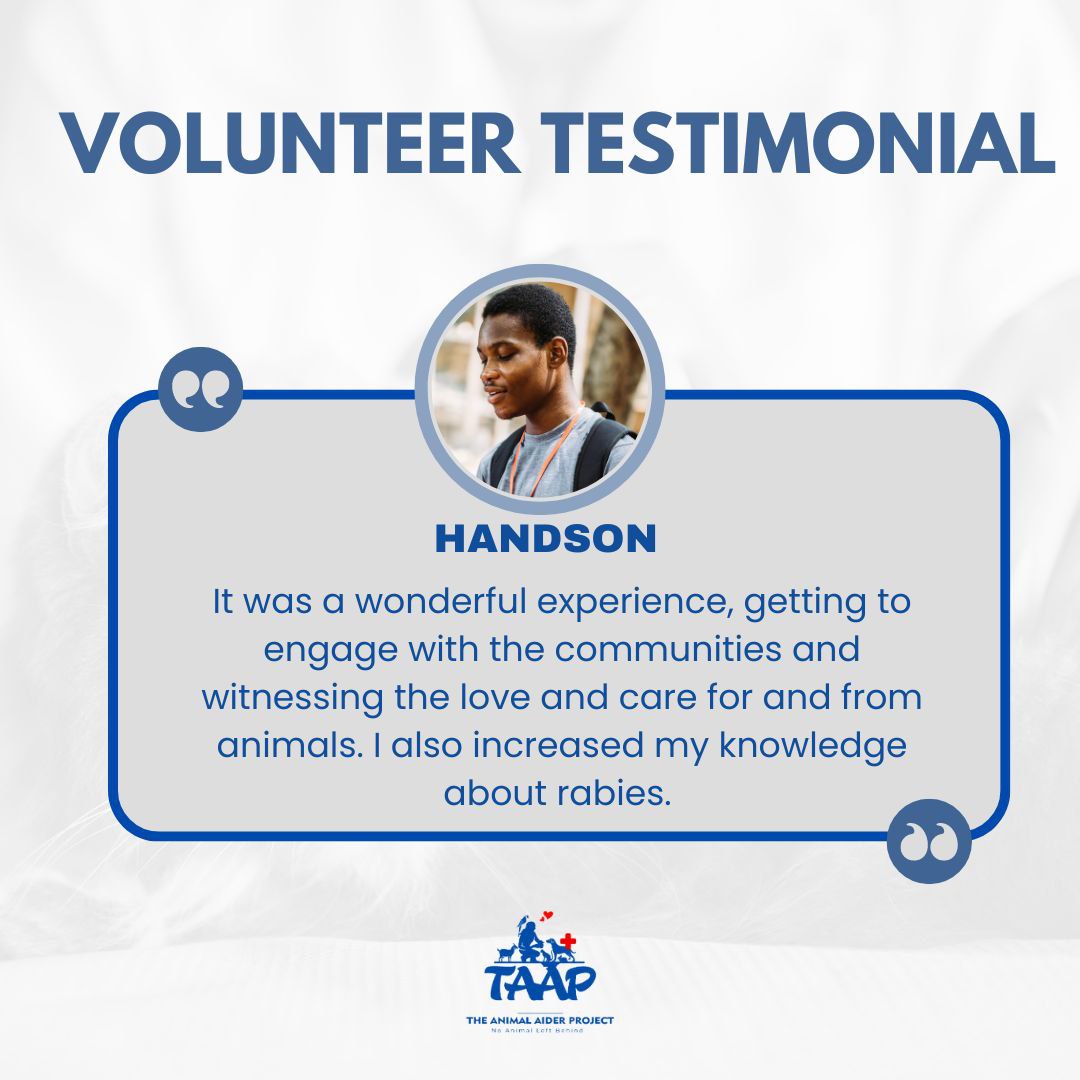 VOLUNTEER TESTIMONIAL
HANDSON
It was a wonderful experience, getting to
engage with the communities and
witnessing the love and care for and from
animals. I also increased my knowledge
about rabies.
TAAP
THE ANIMAL AIDER PROJECT
No Animal Left Behind